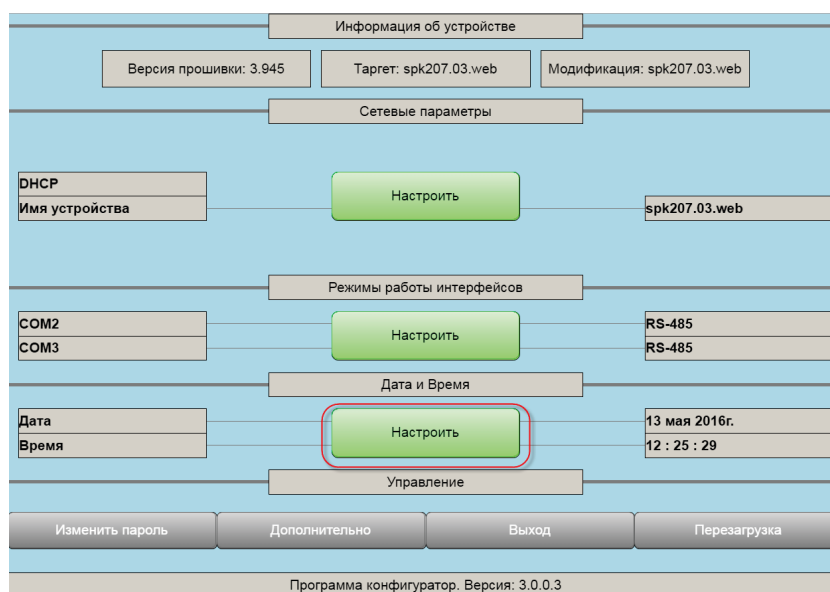 Информация об устройстве
Версия прошивки: 3.945 Таргет: spk207.03.web Модификация: spk207.03.web
Сетевые параметры
DHCP
Настроить
Имя устройства spk207.03.web
Режимы работы интерфейсов
COM2 RS-485
Настроить
COM3 RS-485
Дата и Время
Дата 13 мая 2016г.
Настроить
Время 12 : 25 : 29
Управление
Изменить пароль Дополнительно Выход Перезагрузка
Программа конфигуратор. Версия: 3.0.0.3